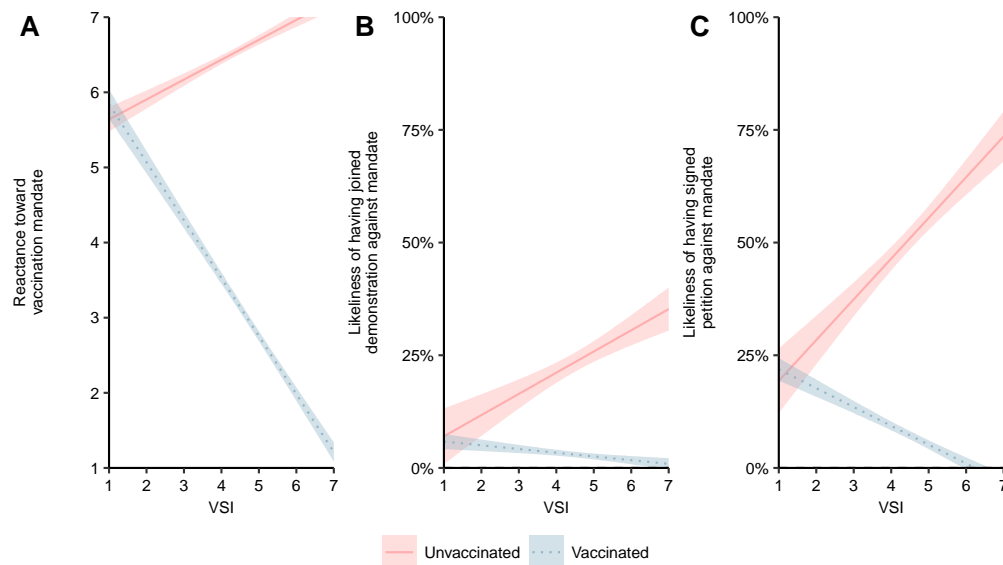 A
Reactance toward
vaccination mandate
7
6
5
4
3
2
1
1 2 3 4 5 6 7
VSI
B
Likeliness of having joined
demonstration against mandate
100%
75%
50%
25%
0%
1 2 3 4 5 6 7
VSI
C
Likeliness of having signed
petition against mandate
100%
75%
50%
25%
0%
1 2 3 4 5 6 7
VSI
Unvaccinated Vaccinated